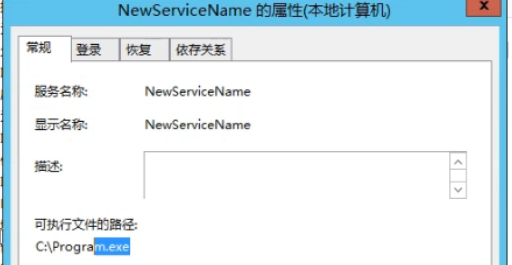 NewServiceName 的属性(本地计算机)
x
常规 登录 恢复 依存关系
服务名称: NewServiceName
显示名称: NewServiceName
描述:
可执行文件的路径:
C:\Program.exe